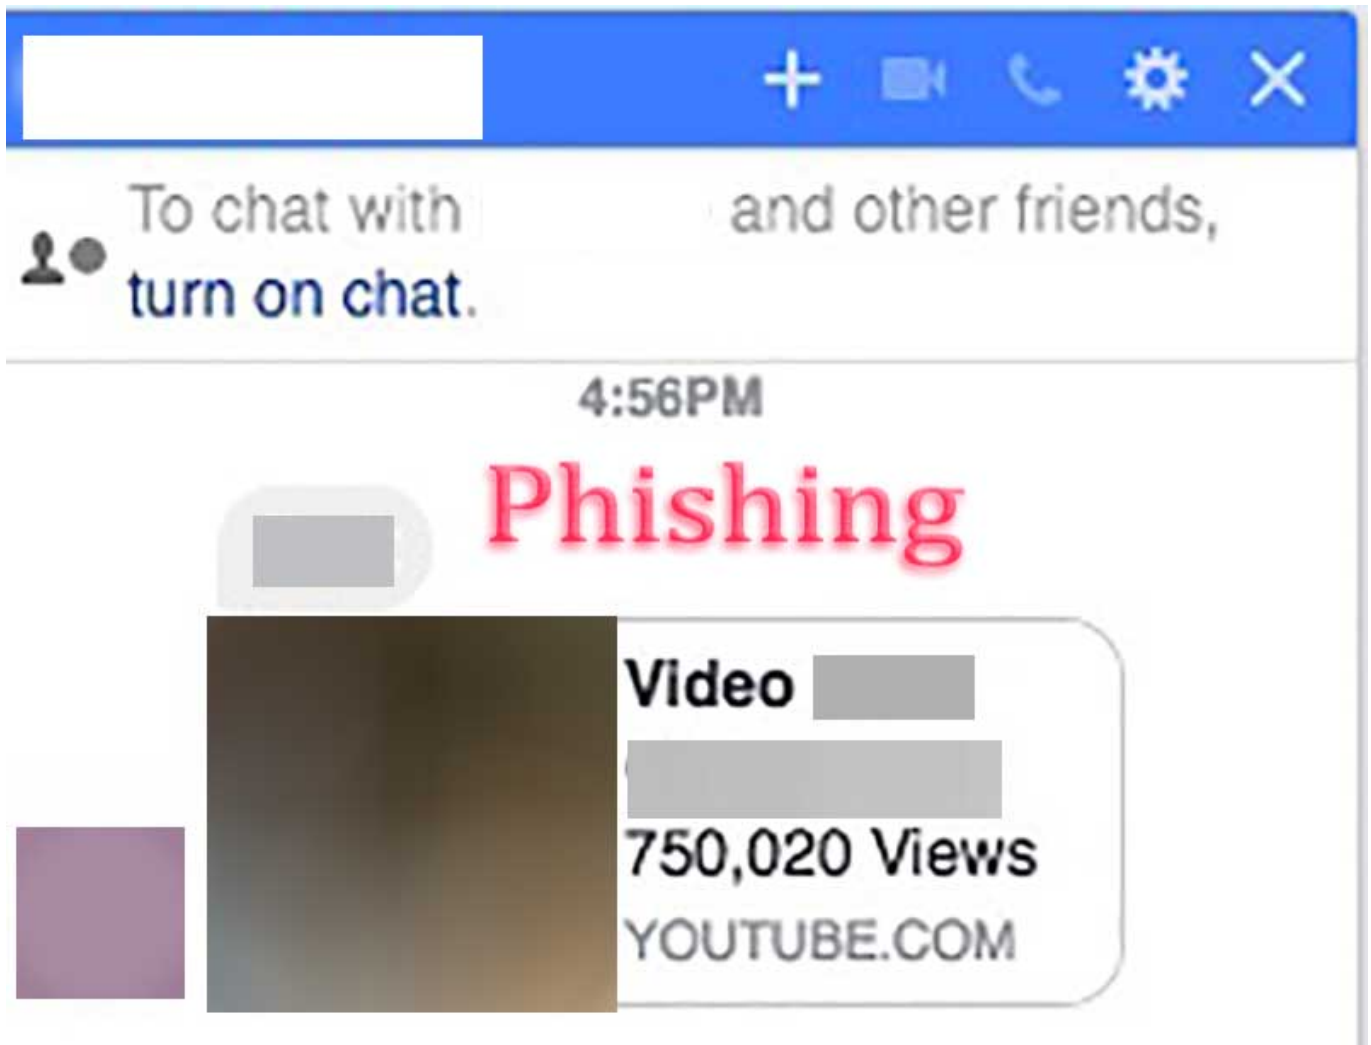 To chat with and other friends,
turn on chat.
4:56PM
Phishing
Video
750,020 Views
YOUTUBE.COM